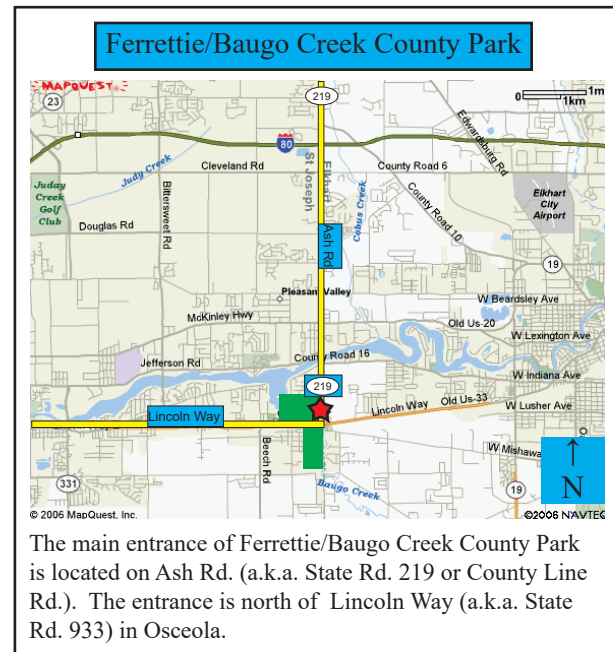 Ferrettie/Baugo Creek County Park
MAPQUEST
219
1mi
1km
23
80
Cleveland Rd
County Road 6
Edwardsburg Rd
Judy Creek
St Joseph
Elkhart
Cobus Creek
County Road 10
Juday
Creek
Golf
Club
Bittersweet Rd
Elkhart
City
Airport
Douglas Rd
Ash Rd
19
Pleasant Valley
W Beardsley Ave
McKinley Hwy
Old Us-20
W Lexington Ave
Jefferson Rd
County Road 16
W Indiana Ave
219
Lincoln Way
Lincoln Way
Old Us-33
W Lusher Ave
Beech Rd
W Mishawa
331
Baugo Creek
19
N
© 2006 MapQuest, Inc.
©2006 NAVTEQ
The main entrance of Ferrettie/Baugo Creek County Park
is located on Ash Rd. (a.k.a. State Rd. 219 or County Line
Rd.).  The entrance is north of  Lincoln Way (a.k.a. State
Rd. 933) in Osceola.